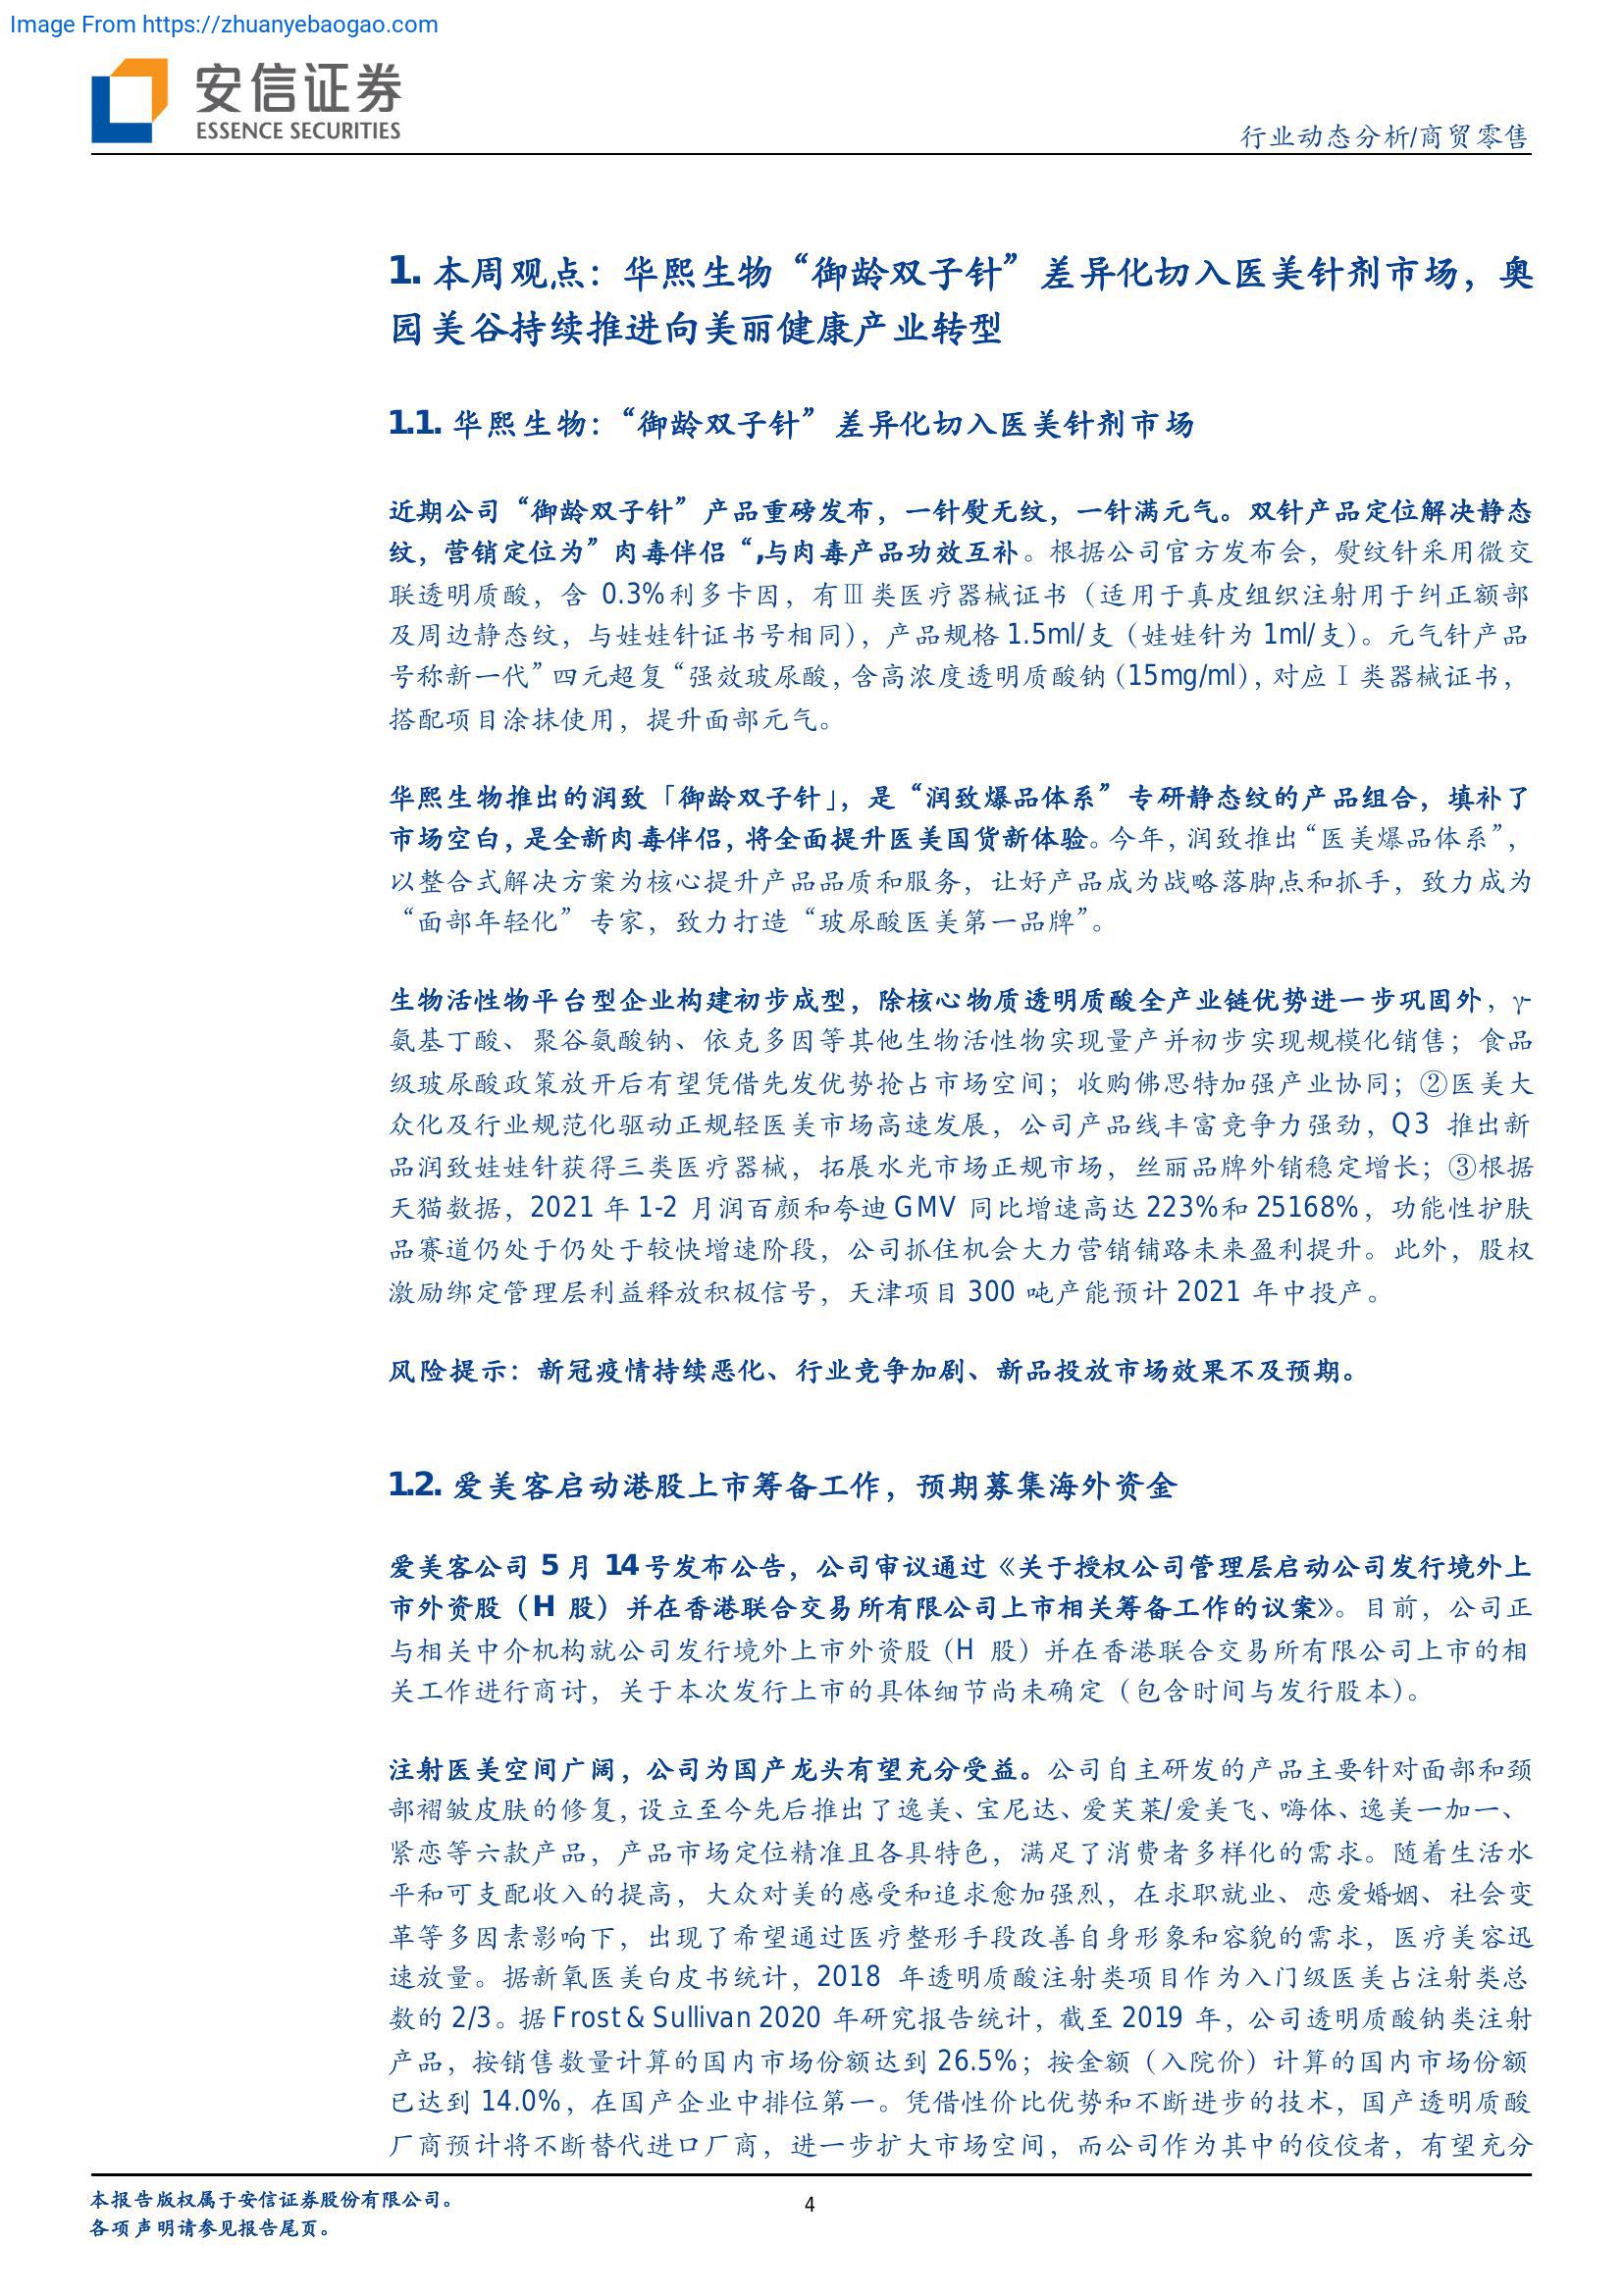 Image From https://zhuanyebaogao.com
安信证券
ESSENCE SECURITIES
行业动态分析/商贸零售
1. 本周观点：华熙生物“御龄双子针”差异化切入医美针剂市场，奥
园美谷持续推进向美丽健康产业转型
1.1. 华熙生物：“御龄双子针”差异化切入医美针剂市场
近期公司“御龄双子针”产品重磅发布，一针熨无纹，一针满元气。双针产品定位解决静态
纹，营销定位为”肉毒伴侣“,与肉毒产品功效互补。根据公司官方发布会，熨纹针采用微交
联透明质酸，含 0.3%利多卡因，有Ⅲ类医疗器械证书（适用于真皮组织注射用于纠正额部
及周边静态纹，与娃娃针证书号相同），产品规格 1.5ml/支（娃娃针为 1ml/支）。元气针产品
号称新一代”四元超复“强效玻尿酸，含高浓度透明质酸钠（15mg/ml），对应Ⅰ类器械证书，
搭配项目涂抹使用，提升面部元气。
华熙生物推出的润致「御龄双子针」，是“润致爆品体系”专研静态纹的产品组合，填补了
市场空白，是全新肉毒伴侣，将全面提升医美国货新体验。今年，润致推出“医美爆品体系”，
以整合式解决方案为核心提升产品品质和服务，让好产品成为战略落脚点和抓手，致力成为
“面部年轻化”专家，致力打造“玻尿酸医美第一品牌”。
生物活性物平台型企业构建初步成型，除核心物质透明质酸全产业链优势进一步巩固外，γ-
氨基丁酸、聚谷氨酸钠、依克多因等其他生物活性物实现量产并初步实现规模化销售；食品
级玻尿酸政策放开后有望凭借先发优势抢占市场空间；收购佛思特加强产业协同；②医美大
众化及行业规范化驱动正规轻医美市场高速发展，公司产品线丰富竞争力强劲，Q3 推出新
品润致娃娃针获得三类医疗器械，拓展水光市场正规市场，丝丽品牌外销稳定增长；③根据
天猫数据，2021 年 1-2 月润百颜和夸迪 GMV 同比增速高达 223%和 25168%，功能性护肤
品赛道仍处于仍处于较快增速阶段，公司抓住机会大力营销铺路未来盈利提升。此外，股权
激励绑定管理层利益释放积极信号，天津项目 300 吨产能预计 2021 年中投产。
风险提示：新冠疫情持续恶化、行业竞争加剧、新品投放市场效果不及预期。
1.2. 爱美客启动港股上市筹备工作，预期募集海外资金
爱美客公司 5 月 14 号发布公告，公司审议通过《关于授权公司管理层启动公司发行境外上
市外资股（H 股）并在香港联合交易所有限公司上市相关筹备工作的议案》。目前，公司正
与相关中介机构就公司发行境外上市外资股（H 股）并在香港联合交易所有限公司上市的相
关工作进行商讨，关于本次发行上市的具体细节尚未确定（包含时间与发行股本）。
注射医美空间广阔，公司为国产龙头有望充分受益。公司自主研发的产品主要针对面部和颈
部褶皱皮肤的修复，设立至今先后推出了逸美、宝尼达、爱芙莱/爱美飞、嗨体、逸美一加一、
紧恋等六款产品，产品市场定位精准且各具特色，满足了消费者多样化的需求。随着生活水
平和可支配收入的提高，大众对美的感受和追求愈加强烈，在求职就业、恋爱婚姻、社会变
革等多因素影响下，出现了希望通过医疗整形手段改善自身形象和容貌的需求，医疗美容迅
速放量。据新氧医美白皮书统计，2018 年透明质酸注射类项目作为入门级医美占注射类总
数的 2/3。据 Frost & Sullivan 2020 年研究报告统计，截至 2019 年，公司透明质酸钠类注射
产品，按销售数量计算的国内市场份额达到 26.5%；按金额（入院价）计算的国内市场份额
已达到 14.0%，在国产企业中排位第一。凭借性价比优势和不断进步的技术，国产透明质酸
厂商预计将不断替代进口厂商，进一步扩大市场空间，而公司作为其中的佼佼者，有望充分
本报告版权属于安信证券股份有限公司。
4
各项声明请参见报告尾页。